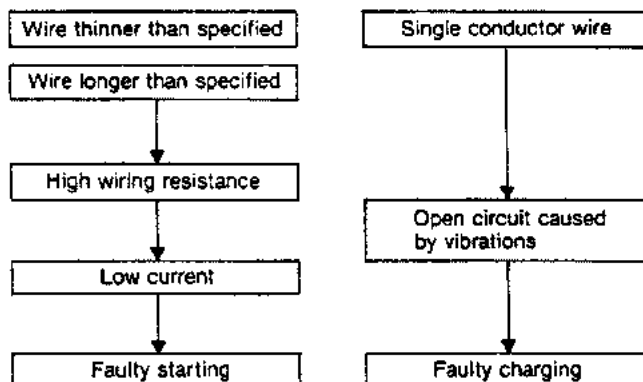 Wire thinner than specified
Wire longer than specified
High wiring resistance
Low current
Faulty starting
Single conductor wire
Open circuit caused
by vibrations
Faulty charging